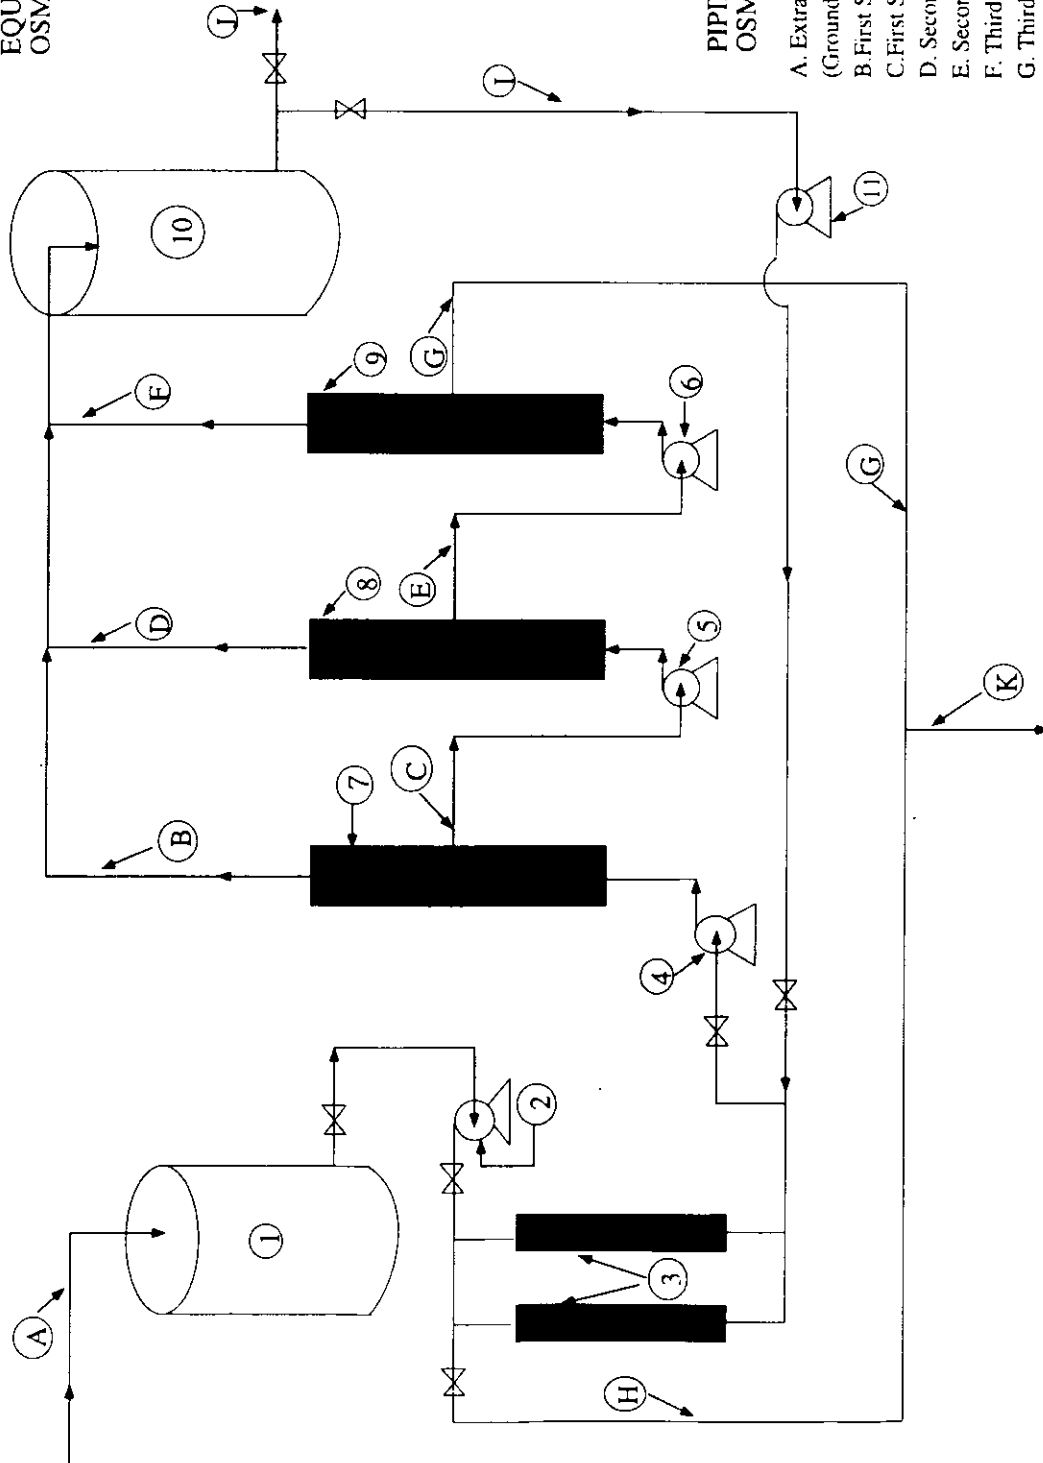 EQU
OSM
J
I
10
11
9
G
F
6
G
8
E
D
5
K
7
C
B
4
2
1
3
A
H
PIPI
OSM
A. Extra
(Ground
B.First S
C.First S
D. Secon
E. Secon
F. Third
G. Third